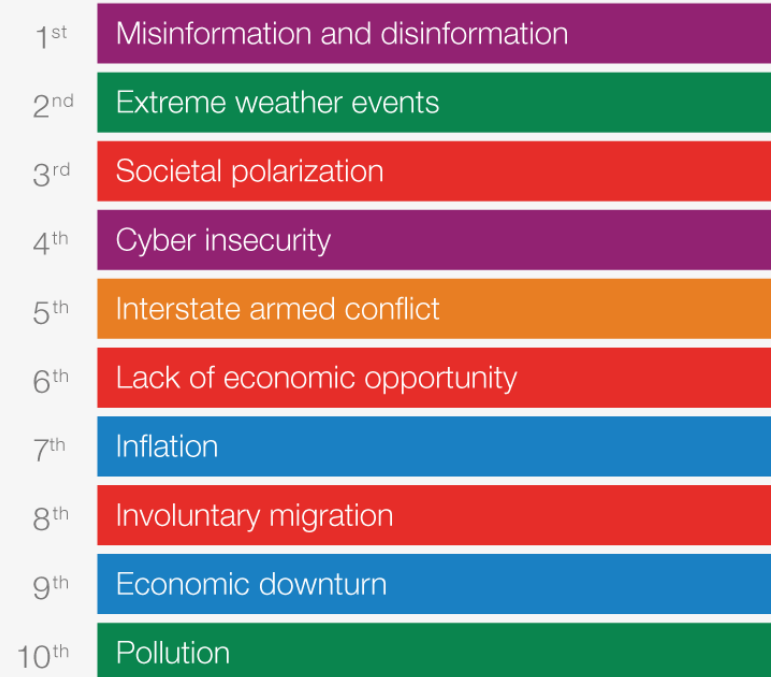 1st Misinformation and disinformation
2nd Extreme weather events
3rd Societal polarization
4th Cyber insecurity
5th Interstate armed conflict
6th Lack of economic opportunity
7th Inflation
8th Involuntary migration
9th Economic downturn
10th Pollution